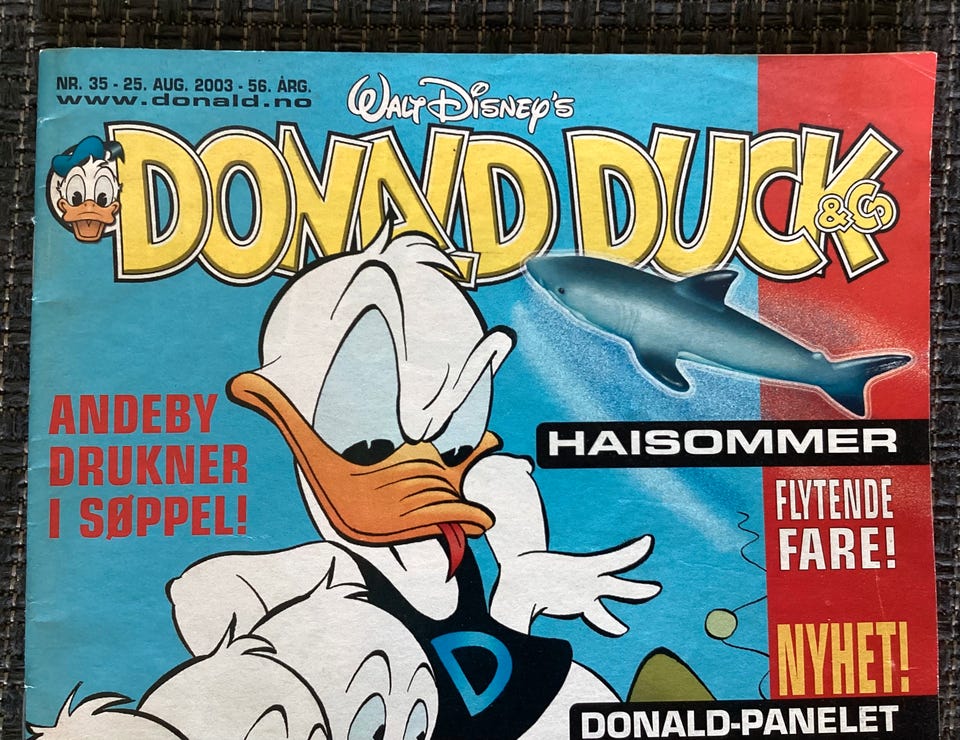 NR. 35 - 25. AUG. 2003 - 56. ÅRG.
www.donald.no
WALT DISNEY'S
DONALD DUCK
& Co
ANDEBY
DRUKNER
I SØPPEL!
HAISOMMER
FLYTENDE
FARE!
NYHET!
DONALD-PANELET
D